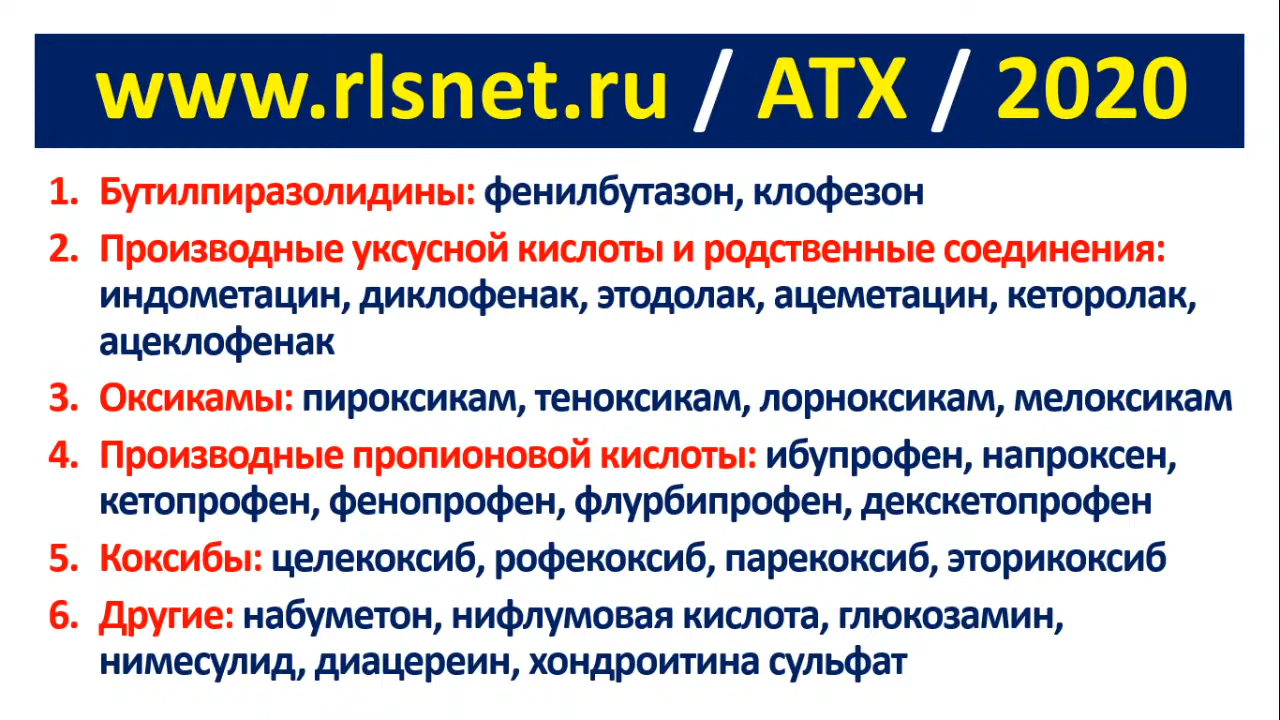 www.rlsnet.ru / АТХ / 2020
1. Бутилпиразолидины: фенилбутазон, клофезон
2. Производные уксусной кислоты и родственные соединения:
индометацин, диклофенак, этодолак, ацеметацин, кеторолак,
ацеклофенак
3. Оксикамы: пироксикам, теноксикам, лорноксикам, мелоксикам
4. Производные пропионовой кислоты: ибупрофен, напроксен,
кетопрофен, фенопрофен, флурбипрофен, декскетопрофен
5. Коксибы: целекоксиб, рофекоксиб, парекоксиб, эторикоксиб
6. Другие: набуметон, нифлумовая кислота, глюкозамин,
нимесулид, диацереин, хондроитина сульфат